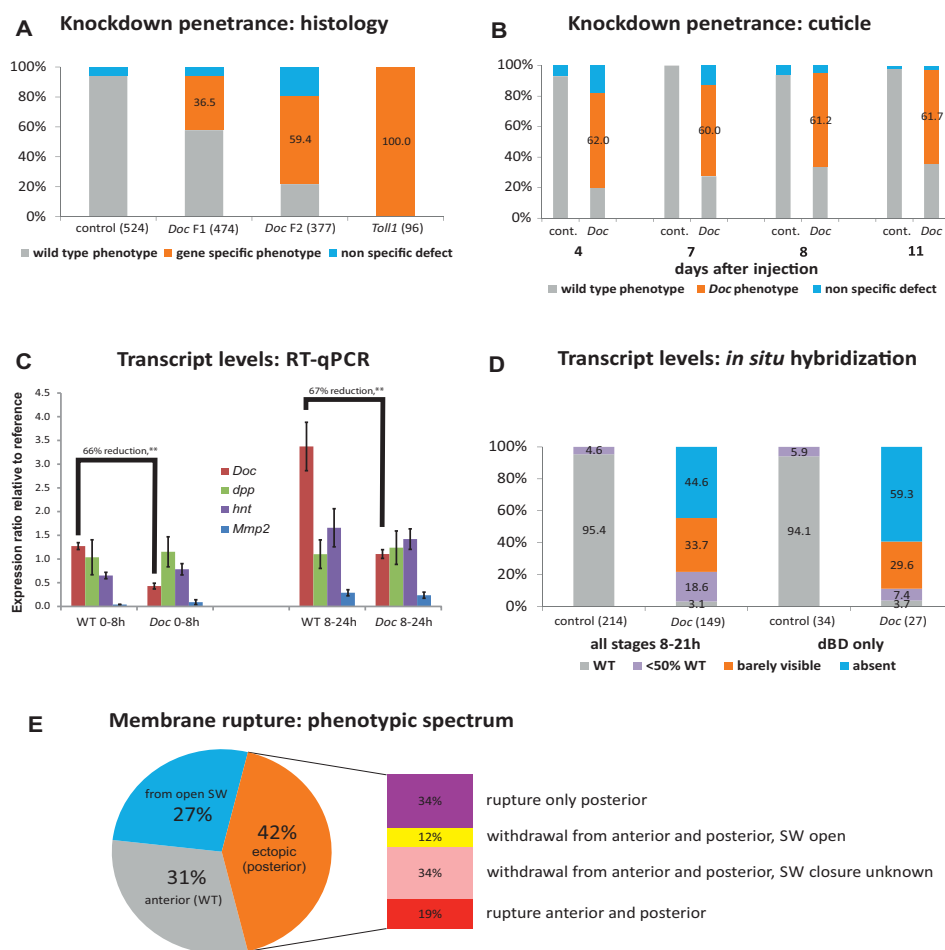 A Knockdown penetrance: histology
100%
80%
60%
40%
20%
0%
36.5
59.4
100.0
control (524) Doc F1 (474) Doc F2 (377) Toll1 (96)
wild type phenotype gene specific phenotype non specific defect
B Knockdown penetrance: cuticle
100%
80%
60%
40%
20%
0%
62.0
60.0
61.2
61.7
cont. Doc cont. Doc cont. Doc cont. Doc
4 7 8 11
days after injection
wild type phenotype Doc phenotype non specific defect
C Transcript levels: RT-qPCR
Expression ratio relative to reference
4.5
4.0
3.5
3.0
2.5
2.0
1.5
1.0
0.5
0.0
66% reduction,**
67% reduction,**
Doc
dpp
hnt
Mmp2
WT 0-8h Doc 0-8h WT 8-24h Doc 8-24h
D Transcript levels: in situ hybridization
100%
80%
60%
40%
20%
0%
4.6
95.4
44.6
33.7
18.6
3.1
5.9
94.1
59.3
29.6
7.4
3.7
control (214) Doc (149) control (34) Doc (27)
all stages 8-21h dBD only
WT <50% WT barely visible absent
E Membrane rupture: phenotypic spectrum
from open SW
27%
42%
ectopic
(posterior)
31%
anterior (WT)
34% rupture only posterior
12% withdrawal from anterior and posterior, SW open
34% withdrawal from anterior and posterior, SW closure unknown
19% rupture anterior and posterior